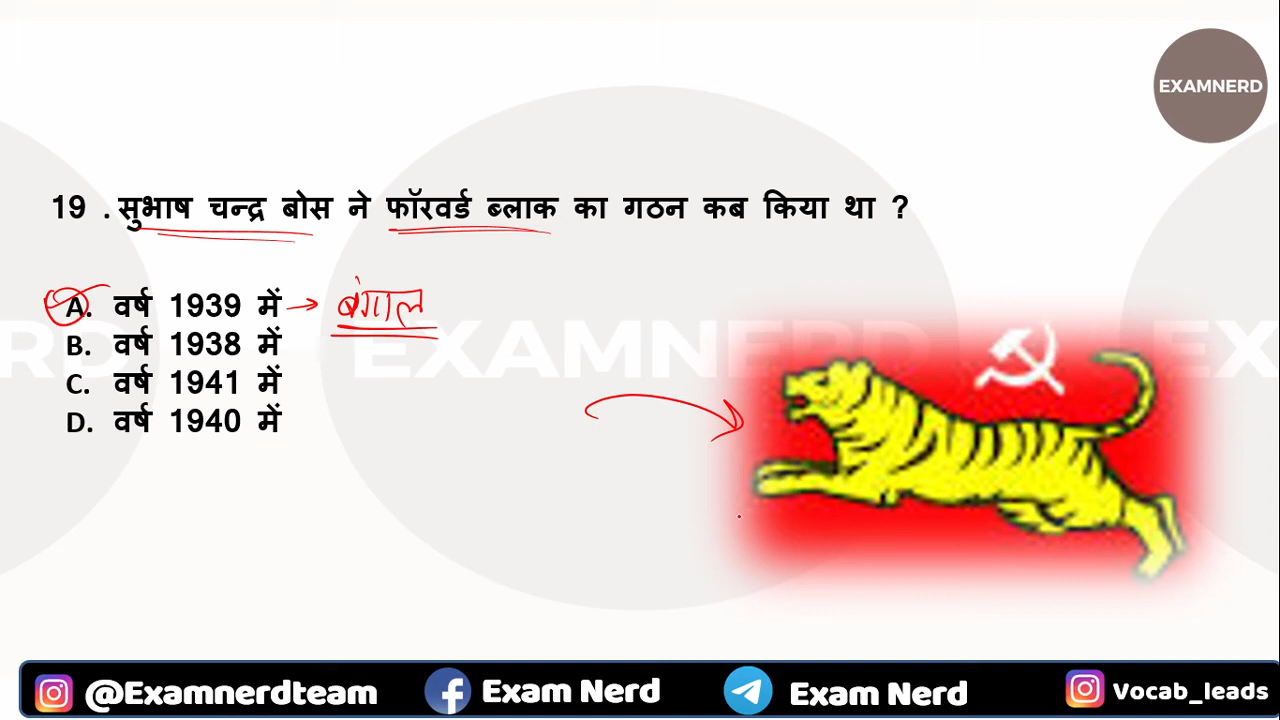 EXAMNERD
19 . सुभाष चन्द्र बोस ने फॉरवर्ड ब्लाक का गठन कब किया था ?
A. वर्ष 1939 में → बंगाल
B. वर्ष 1938 में
C. वर्ष 1941 में
D. वर्ष 1940 में
EXAMNERD
@Examnerdteam Exam Nerd Exam Nerd Vocab_leads